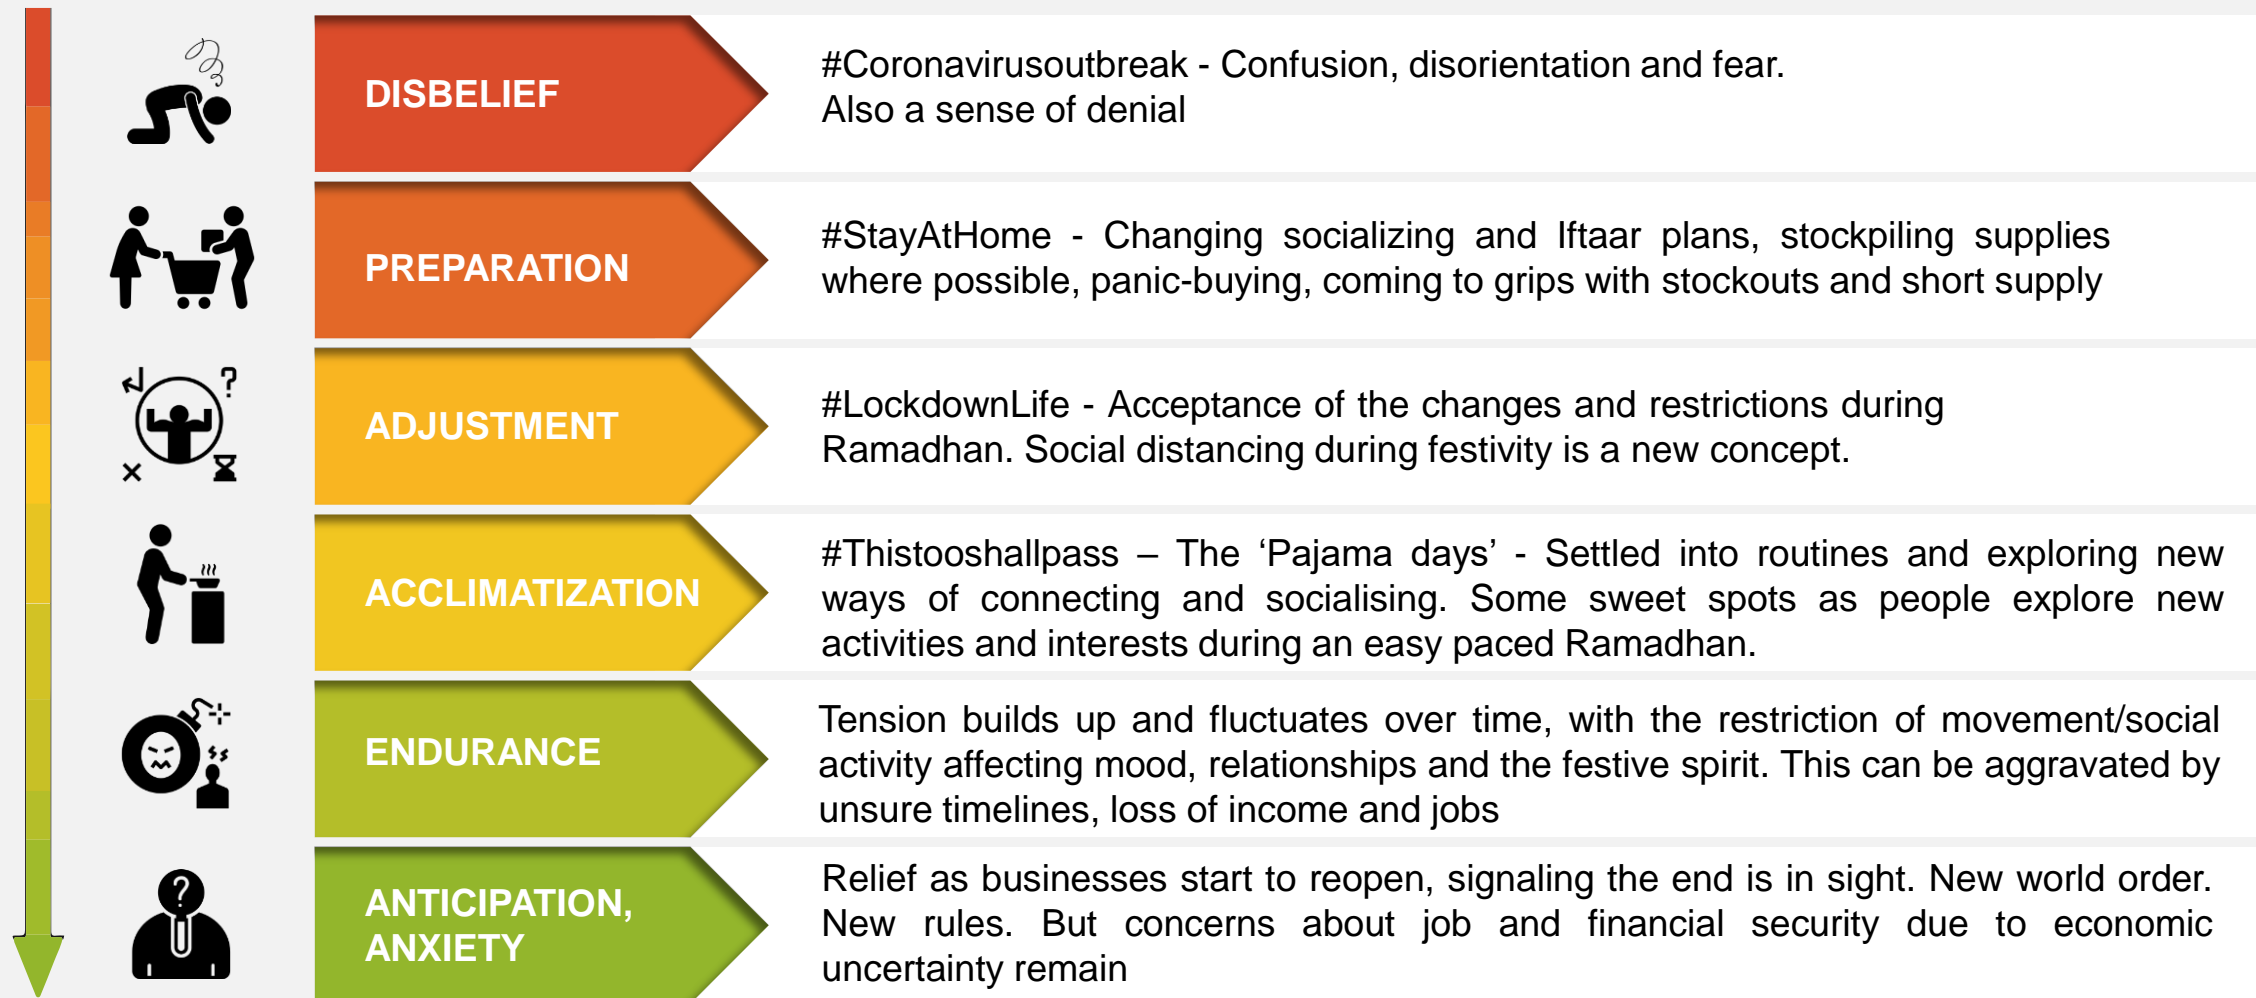 DISBELIEF
#Coronavirusoutbreak - Confusion, disorientation and fear.
Also a sense of denial
PREPARATION
#StayAtHome - Changing socializing and Iftaar plans, stockpiling supplies
where possible, panic-buying, coming to grips with stockouts and short supply
ADJUSTMENT
#LockdownLife - Acceptance of the changes and restrictions during
Ramadhan. Social distancing during festivity is a new concept.
ACCLIMATIZATION
#Thistooshallpass – The ‘Pajama days’ - Settled into routines and exploring new
ways of connecting and socialising. Some sweet spots as people explore new
activities and interests during an easy paced Ramadhan.
ENDURANCE
Tension builds up and fluctuates over time, with the restriction of movement/social
activity affecting mood, relationships and the festive spirit. This can be aggravated by
unsure timelines, loss of income and jobs
ANTICIPATION,
ANXIETY
Relief as businesses start to reopen, signaling the end is in sight. New world order.
New rules. But concerns about job and financial security due to economic
uncertainty remain